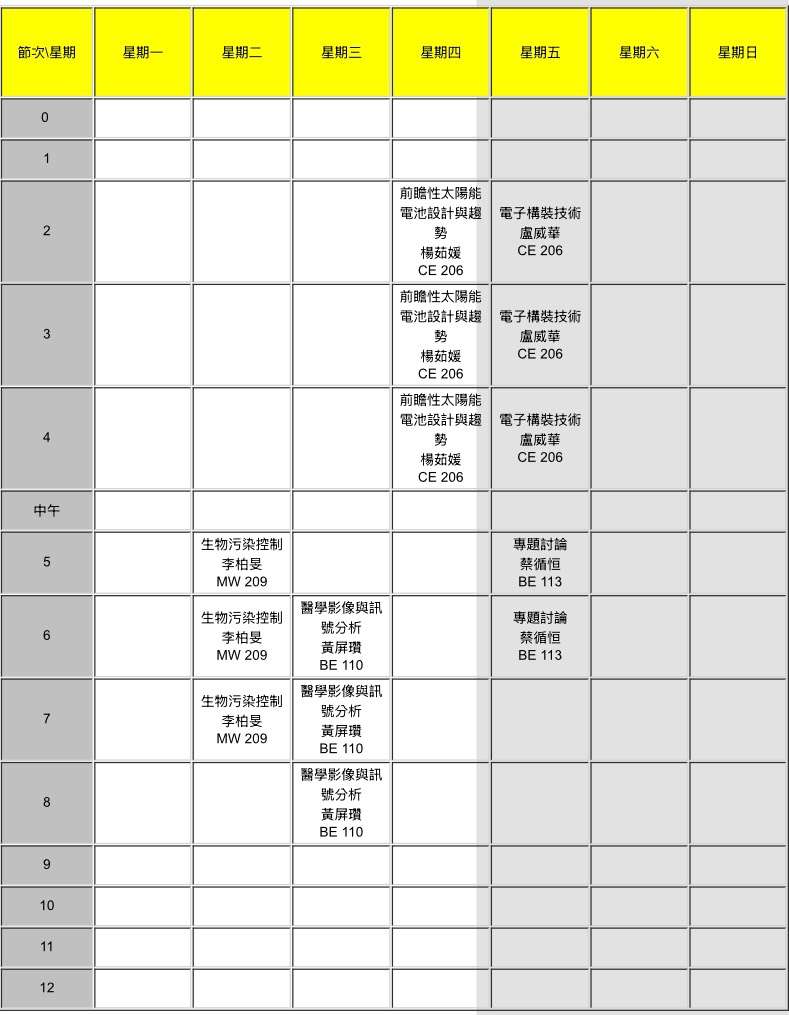 節次\星期 星期一 星期二 星期三 星期四 星期五 星期六 星期日
0
1
2
前瞻性太陽能
電池設計與趨
勢
楊茹媛
CE 206
電子構裝技術
盧威華
CE 206
3
前瞻性太陽能
電池設計與趨
勢
楊茹媛
CE 206
電子構裝技術
盧威華
CE 206
4
前瞻性太陽能
電池設計與趨
勢
楊茹媛
CE 206
電子構裝技術
盧威華
CE 206
中午
5
生物污染控制
李柏旻
MW 209
專題討論
蔡循恒
BE 113
6
生物污染控制
李柏旻
MW 209
醫學影像與訊
號分析
黃屏瓚
BE 110
專題討論
蔡循恒
BE 113
7
生物污染控制
李柏旻
MW 209
醫學影像與訊
號分析
黃屏瓚
BE 110
8
醫學影像與訊
號分析
黃屏瓚
BE 110
9
10
11
12